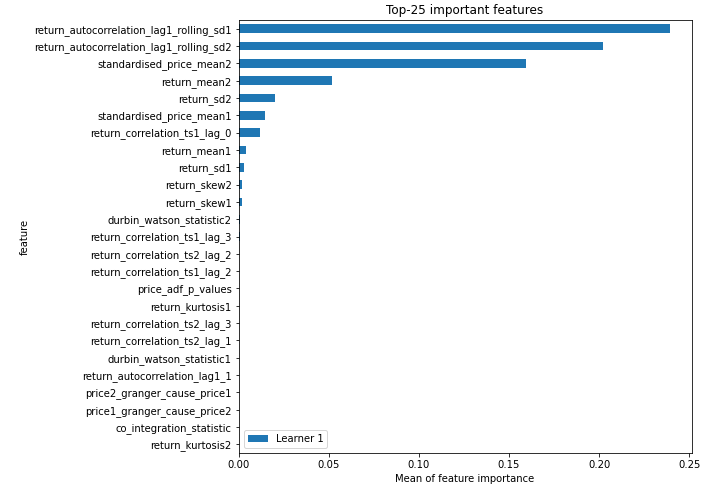 Top-25 important features
return_autocorrelation_lag1_rolling_sd1
return_autocorrelation_lag1_rolling_sd2
standardised_price_mean2
return_mean2
return_sd2
standardised_price_mean1
return_correlation_ts1_lag_0
return_mean1
return_sd1
return_skew2
return_skew1
durbin_watson_statistic2
return_correlation_ts1_lag_3
return_correlation_ts2_lag_2
return_correlation_ts1_lag_2
price_adf_p_values
return_kurtosis1
return_correlation_ts2_lag_3
return_correlation_ts2_lag_1
durbin_watson_statistic1
return_autocorrelation_lag1_1
price2_granger_cause_price1
price1_granger_cause_price2
co_integration_statistic
return_kurtosis2
feature
Learner 1
0.00 0.05 0.10 0.15 0.20 0.25
Mean of feature importance